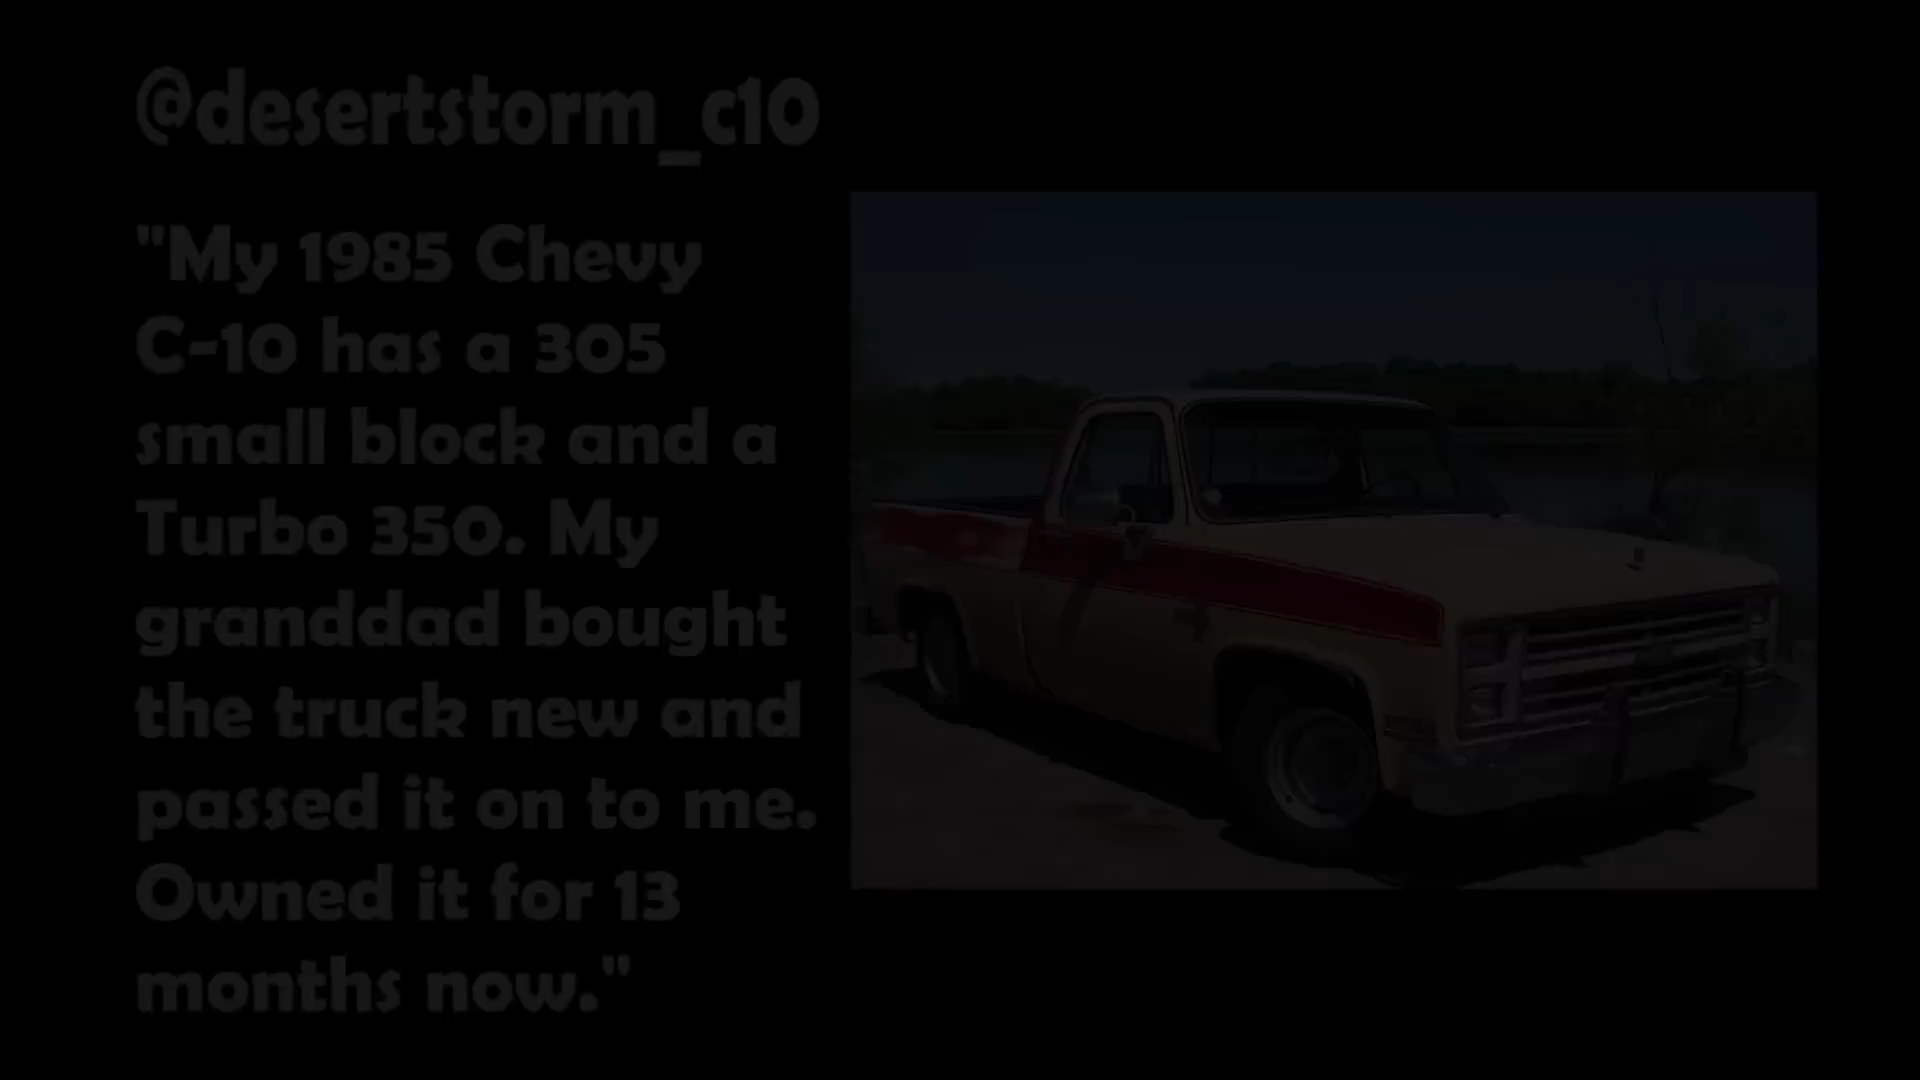 @desertstorm_c10
"My 1985 Chevy
C-10 has a 305
small block and a
Turbo 350. My
granddad bought
the truck new and
passed it on to me.
Owned it for 13
months now."